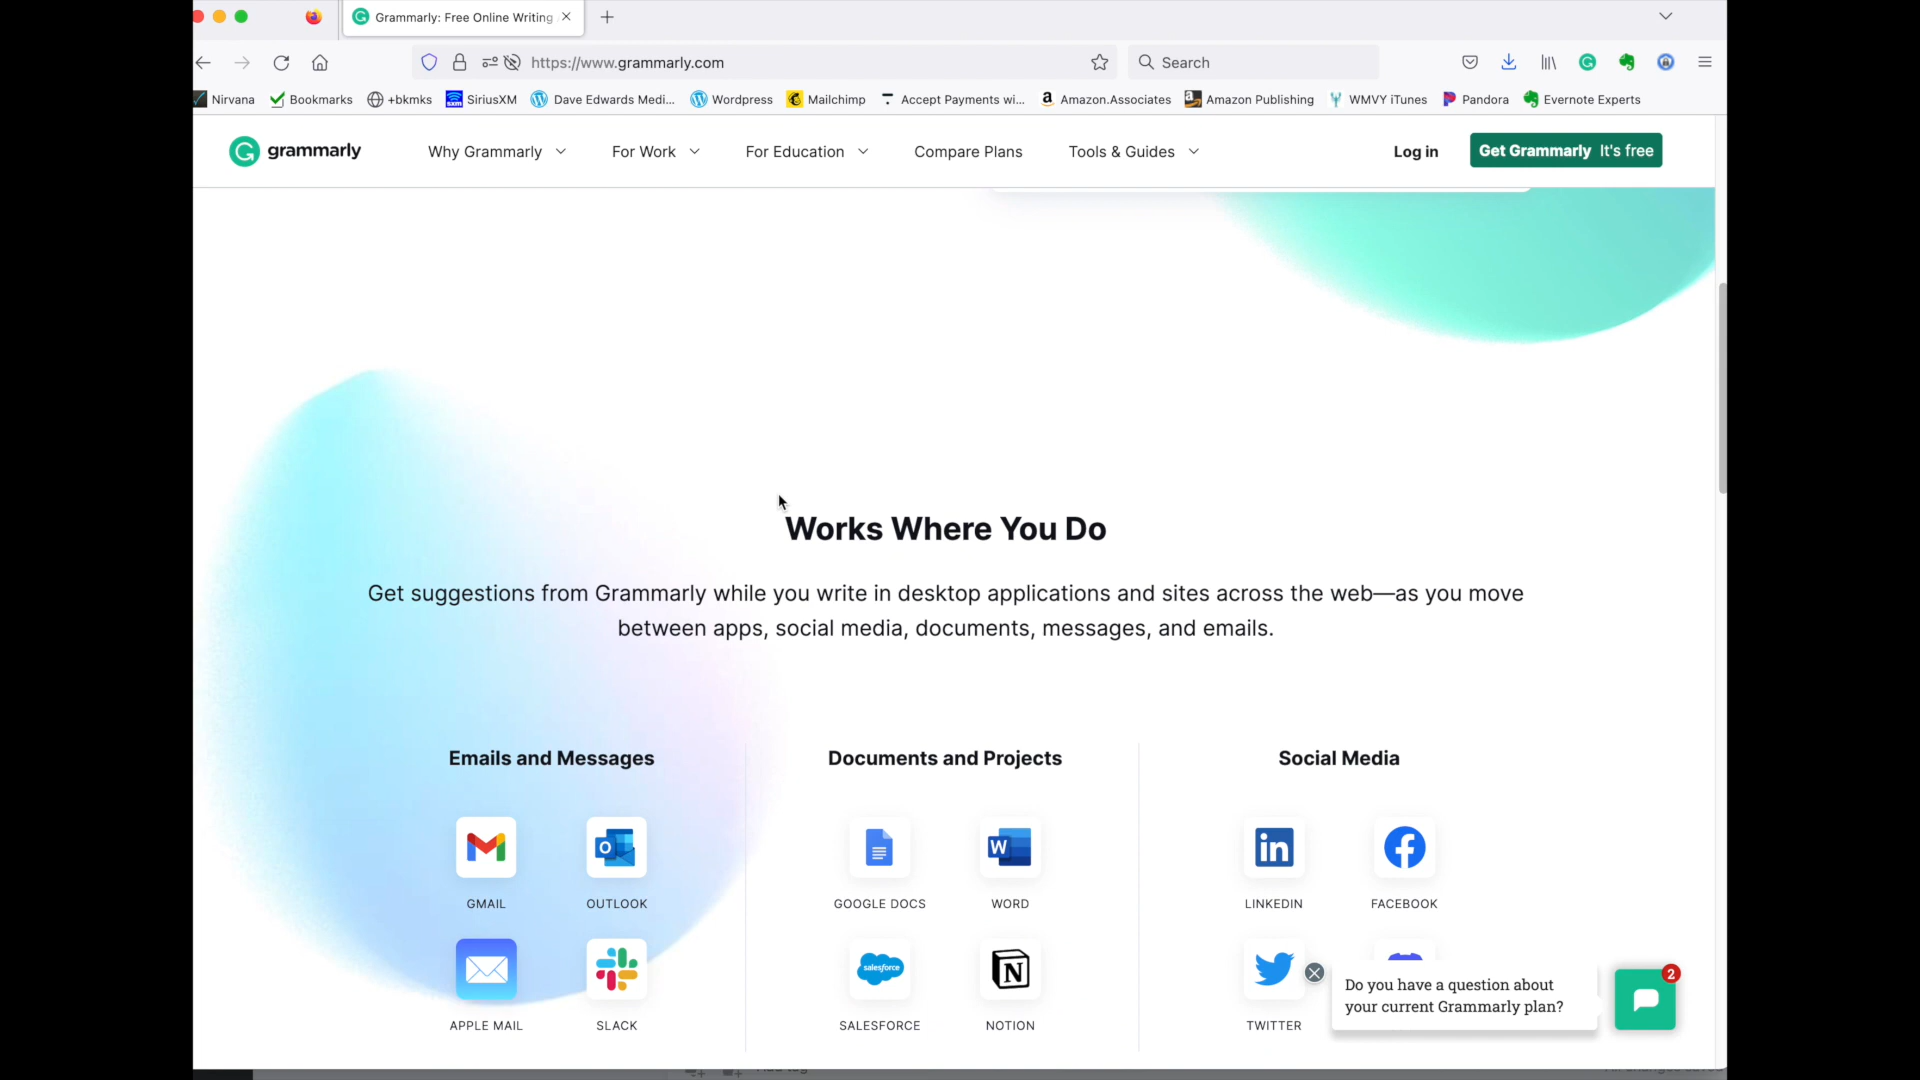 Grammarly: Free Online Writing
https://www.grammarly.com
Search
Nirvana
Bookmarks
+bkmks
SiriusXM
Dave Edwards Medi...
Wordpress
Mailchimp
Accept Payments wi...
Amazon.Associates
Amazon Publishing
WMVY iTunes
Pandora
Evernote Experts
grammarly
Why Grammarly
For Work
For Education
Compare Plans
Tools & Guides
Log in
Get Grammarly It's free
Works Where You Do
Get suggestions from Grammarly while you write in desktop applications and sites across the web—as you move
between apps, social media, documents, messages, and emails.
Emails and Messages
Documents and Projects
Social Media
GMAIL
OUTLOOK
GOOGLE DOCS
WORD
LINKEDIN
FACEBOOK
salesforce
APPLE MAIL
SLACK
SALESFORCE
NOTION
TWITTER
Do you have a question about
your current Grammarly plan?
2